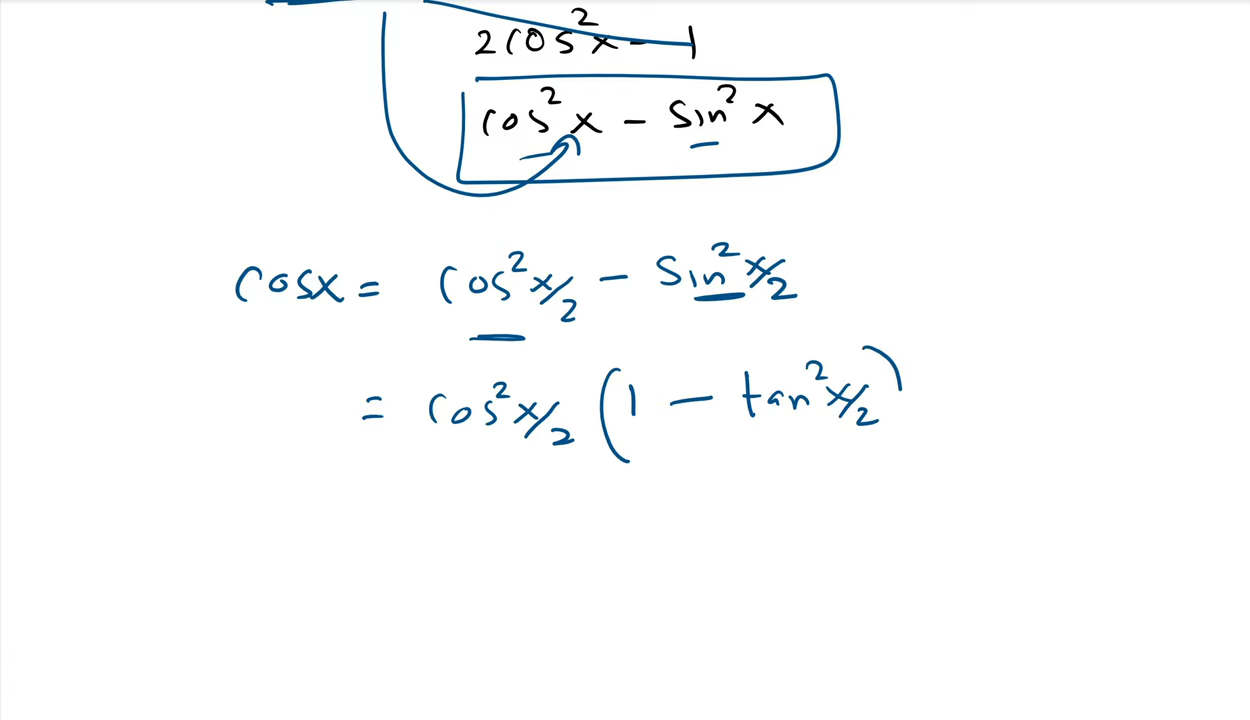 2cos²x - 1
cos²x - sin²x
cosx = cos²x/2 - sin²x/2
= cos²x/2 (1 - tan²x/2)